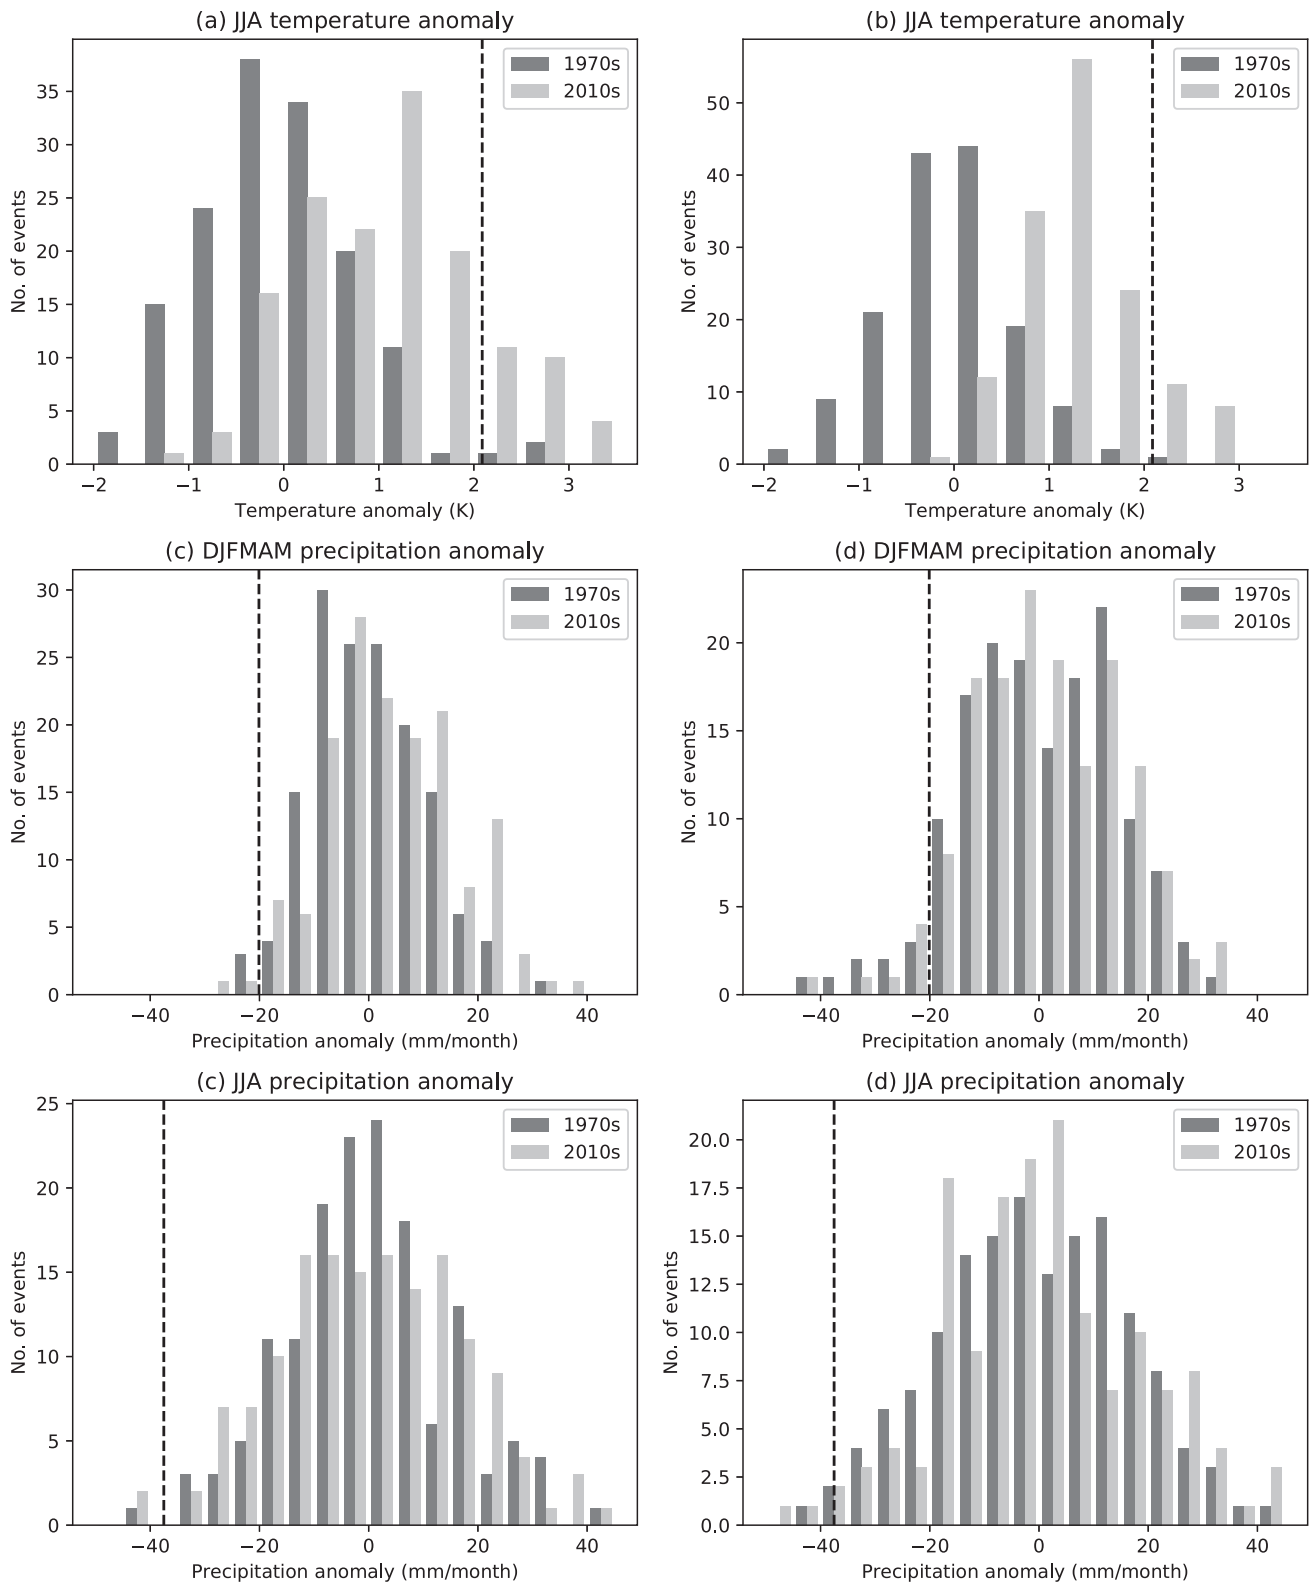 (a) JJA temperature anomaly
1970s
2010s
No. of events
35
30
25
20
15
10
5
0
−2 −1 0 1 2 3
Temperature anomaly (K)
(b) JJA temperature anomaly
1970s
2010s
No. of events
50
40
30
20
10
0
−2 −1 0 1 2 3
Temperature anomaly (K)
(c) DJFMAM precipitation anomaly
1970s
2010s
No. of events
30
25
20
15
10
5
0
−40 −20 0 20 40
Precipitation anomaly (mm/month)
(d) DJFMAM precipitation anomaly
1970s
2010s
No. of events
20
15
10
5
0
−40 −20 0 20 40
Precipitation anomaly (mm/month)
(c) JJA precipitation anomaly
1970s
2010s
No. of events
25
20
15
10
5
0
−40 −20 0 20 40
Precipitation anomaly (mm/month)
(d) JJA precipitation anomaly
1970s
2010s
No. of events
20.0
17.5
15.0
12.5
10.0
7.5
5.0
2.5
0.0
−40 −20 0 20 40
Precipitation anomaly (mm/month)